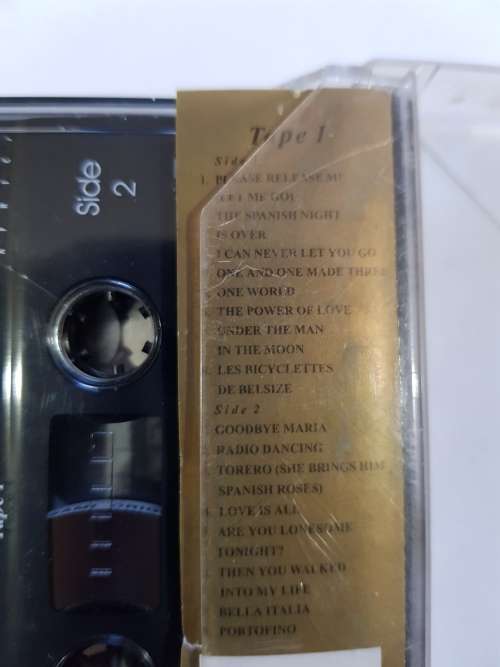 Side
2
Tape 1
Side
1. PLEASE RELEASE ME
LET ME GO!
THE SPANISH NIGHT
IS OVER
I CAN NEVER LET YOU GO
ONE AND ONE MADE THREE
ONE WORLD
THE POWER OF LOVE
UNDER THE MAN
IN THE MOON
LES BICYCLETTES
DE BELSIZE
Side 2
GOODBYE MARIA
RADIO DANCING
TORERO (SHE BRINGS HIM
SPANISH ROSES)
LOVE IS ALL
ARE YOU LONESOME
TONIGHT?
THEN YOU WALKED
INTO MY LIFE
BELLA ITALIA
PORTOFINO